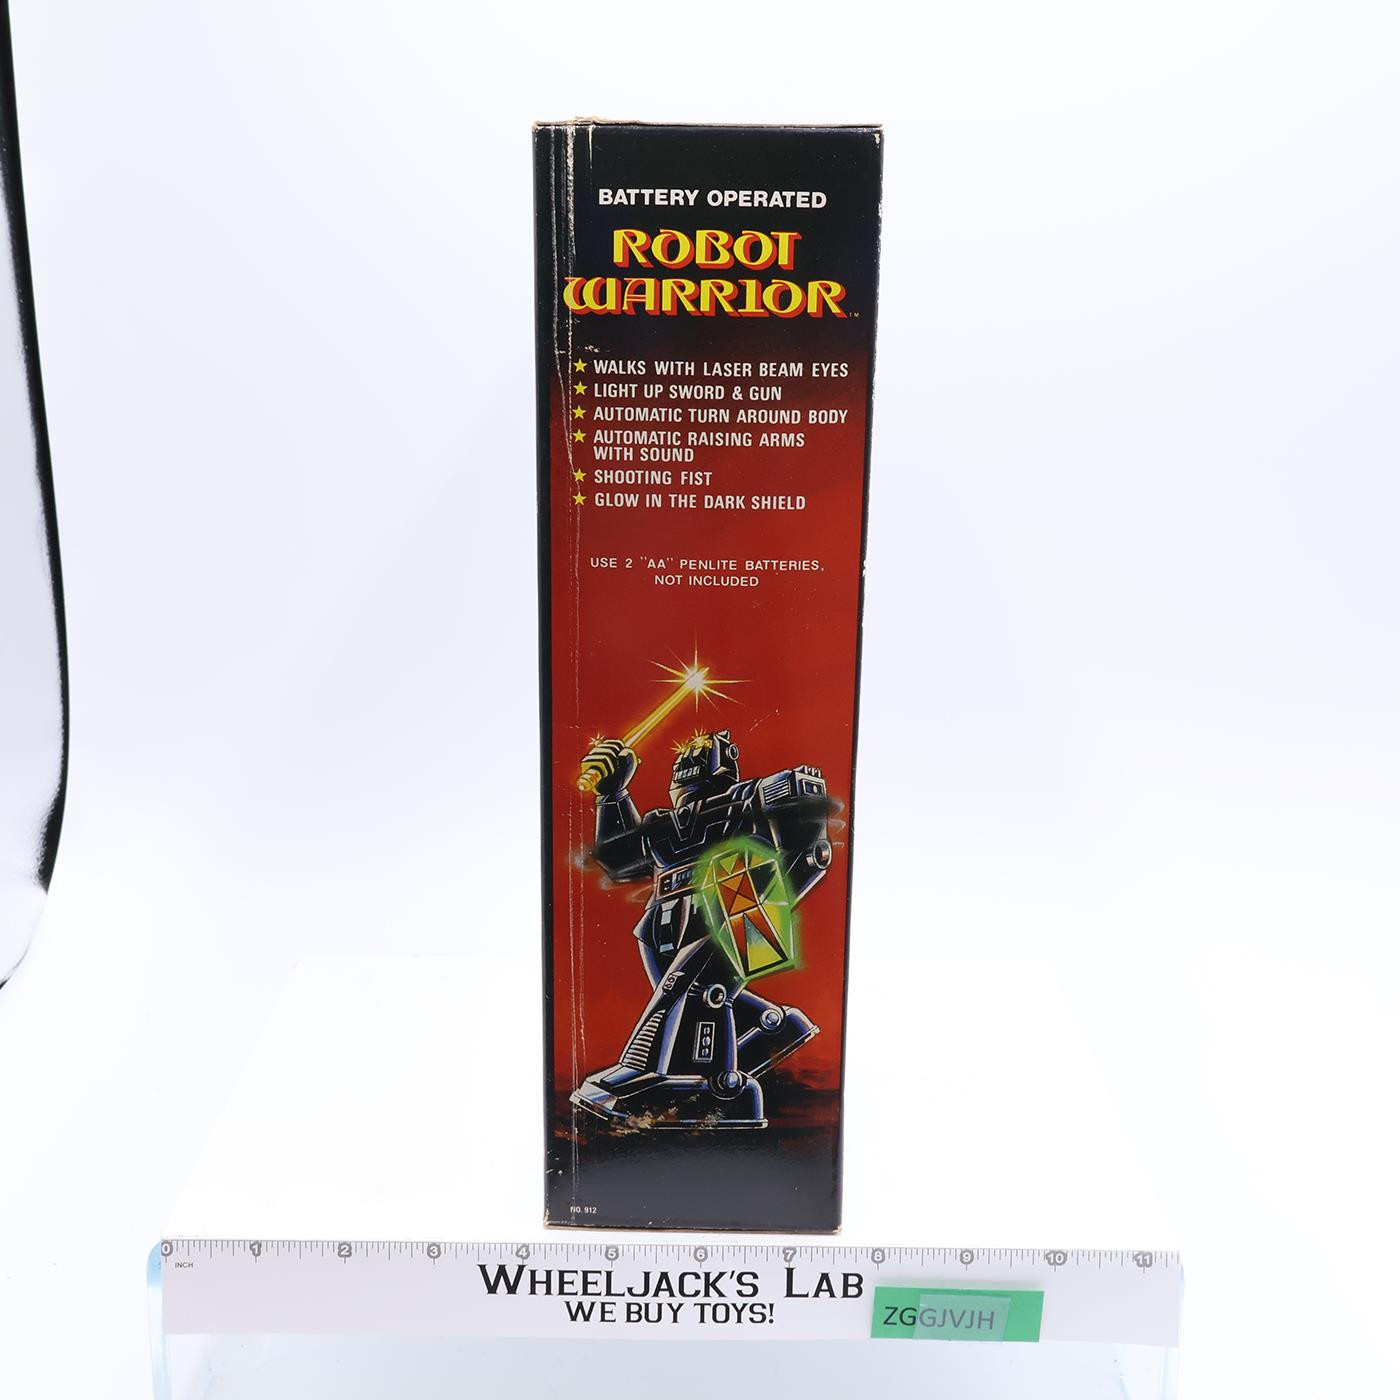 BATTERY OPERATED
ROBOT
WARRIOR™
★ WALKS WITH LASER BEAM EYES
★ LIGHT UP SWORD & GUN
★ AUTOMATIC TURN AROUND BODY
★ AUTOMATIC RAISING ARMS
WITH SOUND
★ SHOOTING FIST
★ GLOW IN THE DARK SHIELD
USE 2 "AA" PENLITE BATTERIES,
NOT INCLUDED
NO. 912
0 1 2 3 4 5 6 7 8 9 10 11
INCH
WHEELJACK'S LAB
WE BUY TOYS!
ZGGJVJH